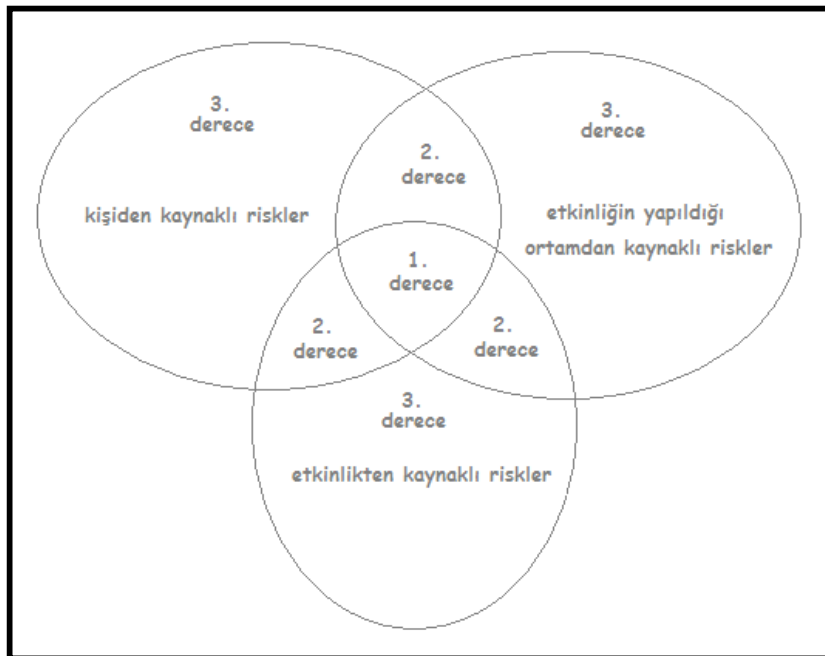 3.
derece
kişiden kaynaklı riskler
2.
derece
3.
derece
etkinliğin yapıldığı
ortamdan kaynaklı riskler
1.
derece
2.
derece
2.
derece
3.
derece
etkinlikten kaynaklı riskler